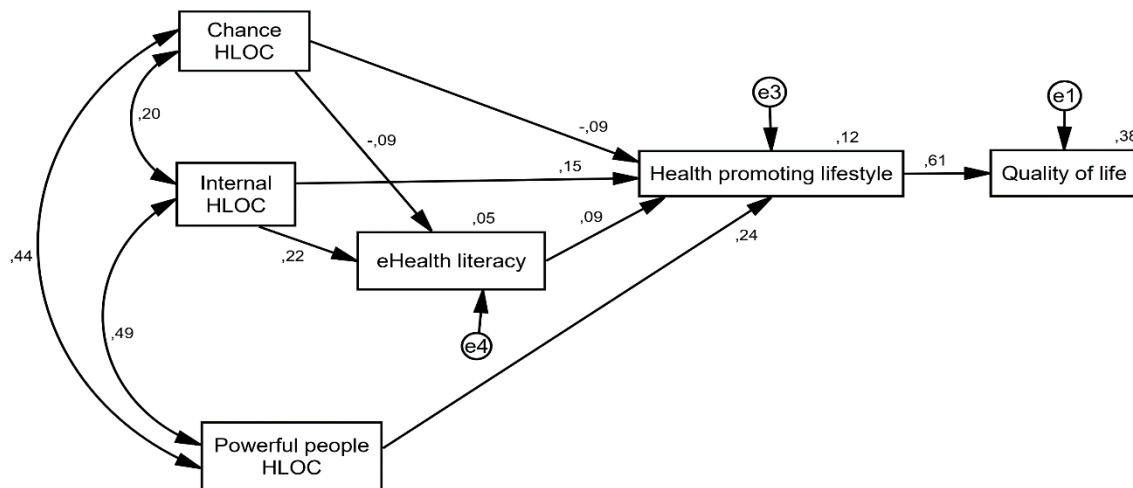 Chance
HLOC
e3
e1
,20
-,09
-,09
,12
,38
Internal
HLOC
,15
Health promoting lifestyle
,61
Quality of life
,05
,09
,22
eHealth literacy
,24
,44
,49
e4
Powerful people
HLOC